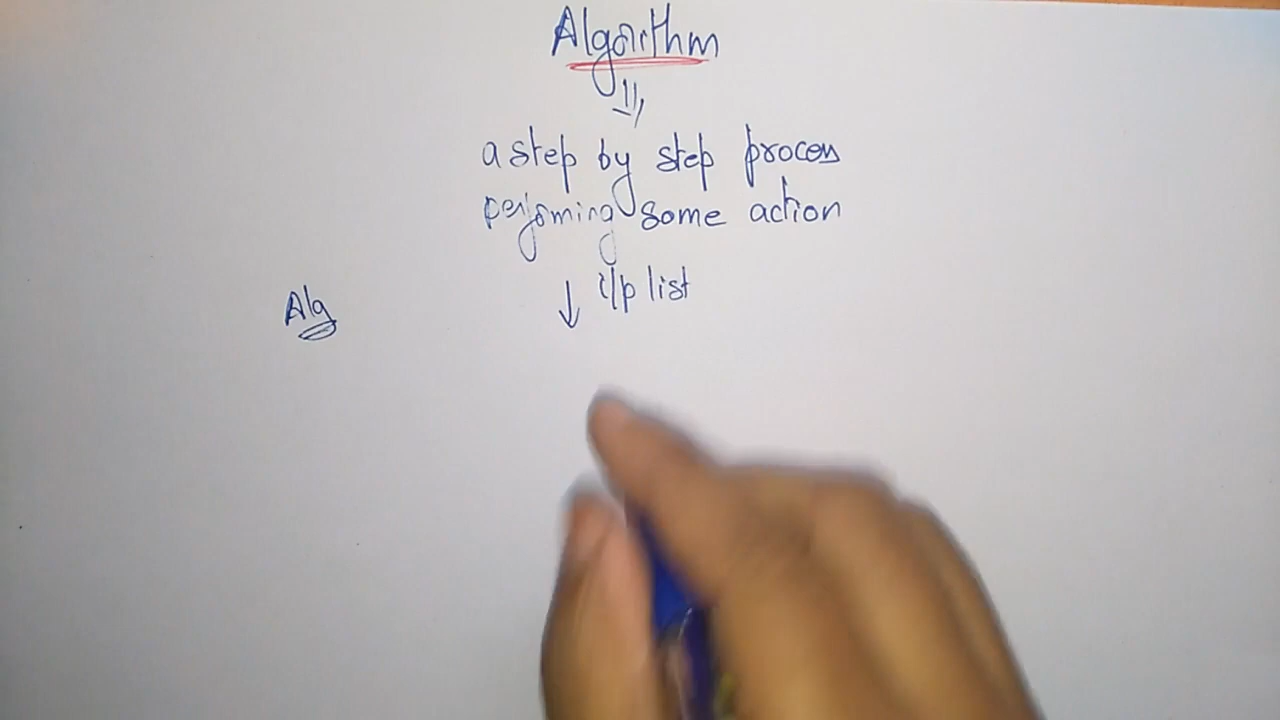 Algorithm
a step by step process
performing some action
i/p list
Alg